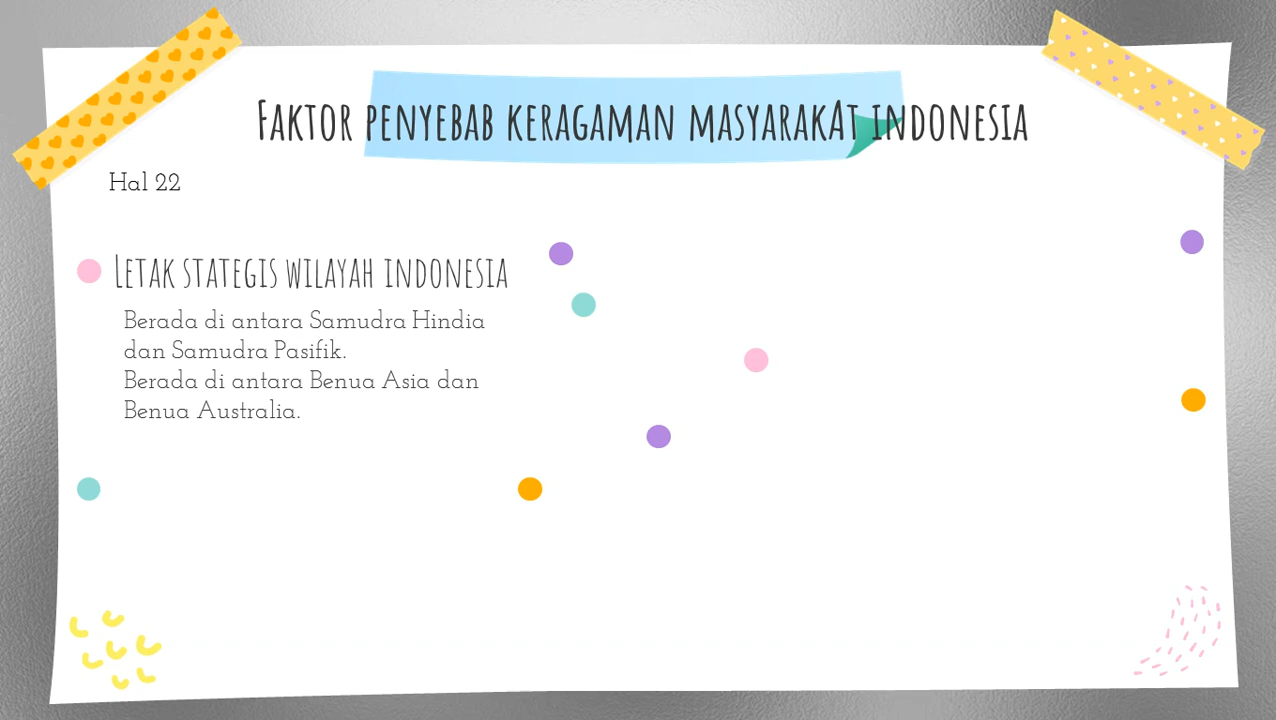 Faktor penyebab keragaman masyarakat indonesia
Hal 22
Letak stategis wilayah indonesia
Berada di antara Samudra Hindia
dan Samudra Pasifik.
Berada di antara Benua Asia dan
Benua Australia.